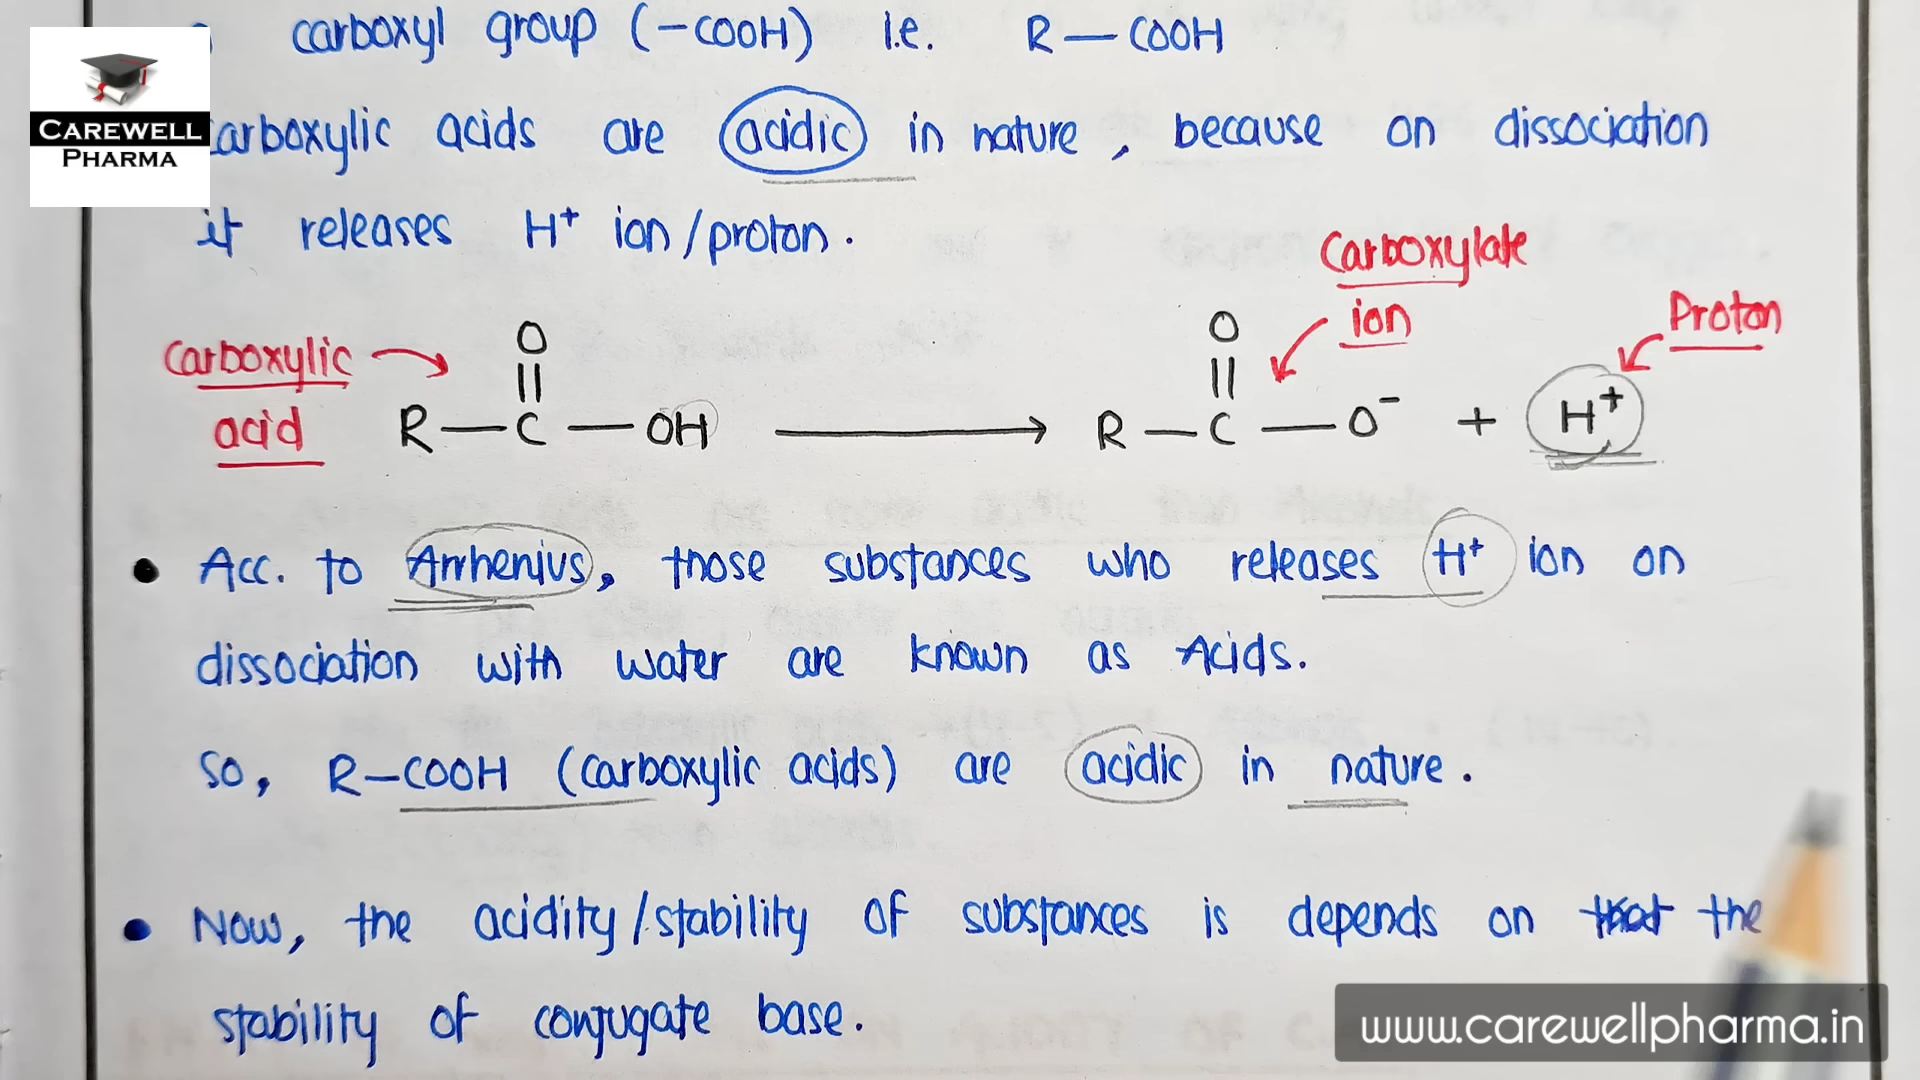 carboxyl group (-COOH) i.e. R — COOH
CAREWELL
PHARMA
carboxylic acids are acidic in nature, because on dissociation
it releases H⁺ ion/proton.
Carboxylate
ion
Proton
Carboxylic
acid
O
||
R — C — OH ⟶
O
||
R — C — O⁻ + H⁺
• Acc. to Arrhenius, those substances who releases H⁺ ion on
dissociation with water are known as Acids.
So, R-COOH (carboxylic acids) are acidic in nature.
• Now, the acidity/stability of substances is depends on that the
stability of conjugate base.
www.carewellpharma.in